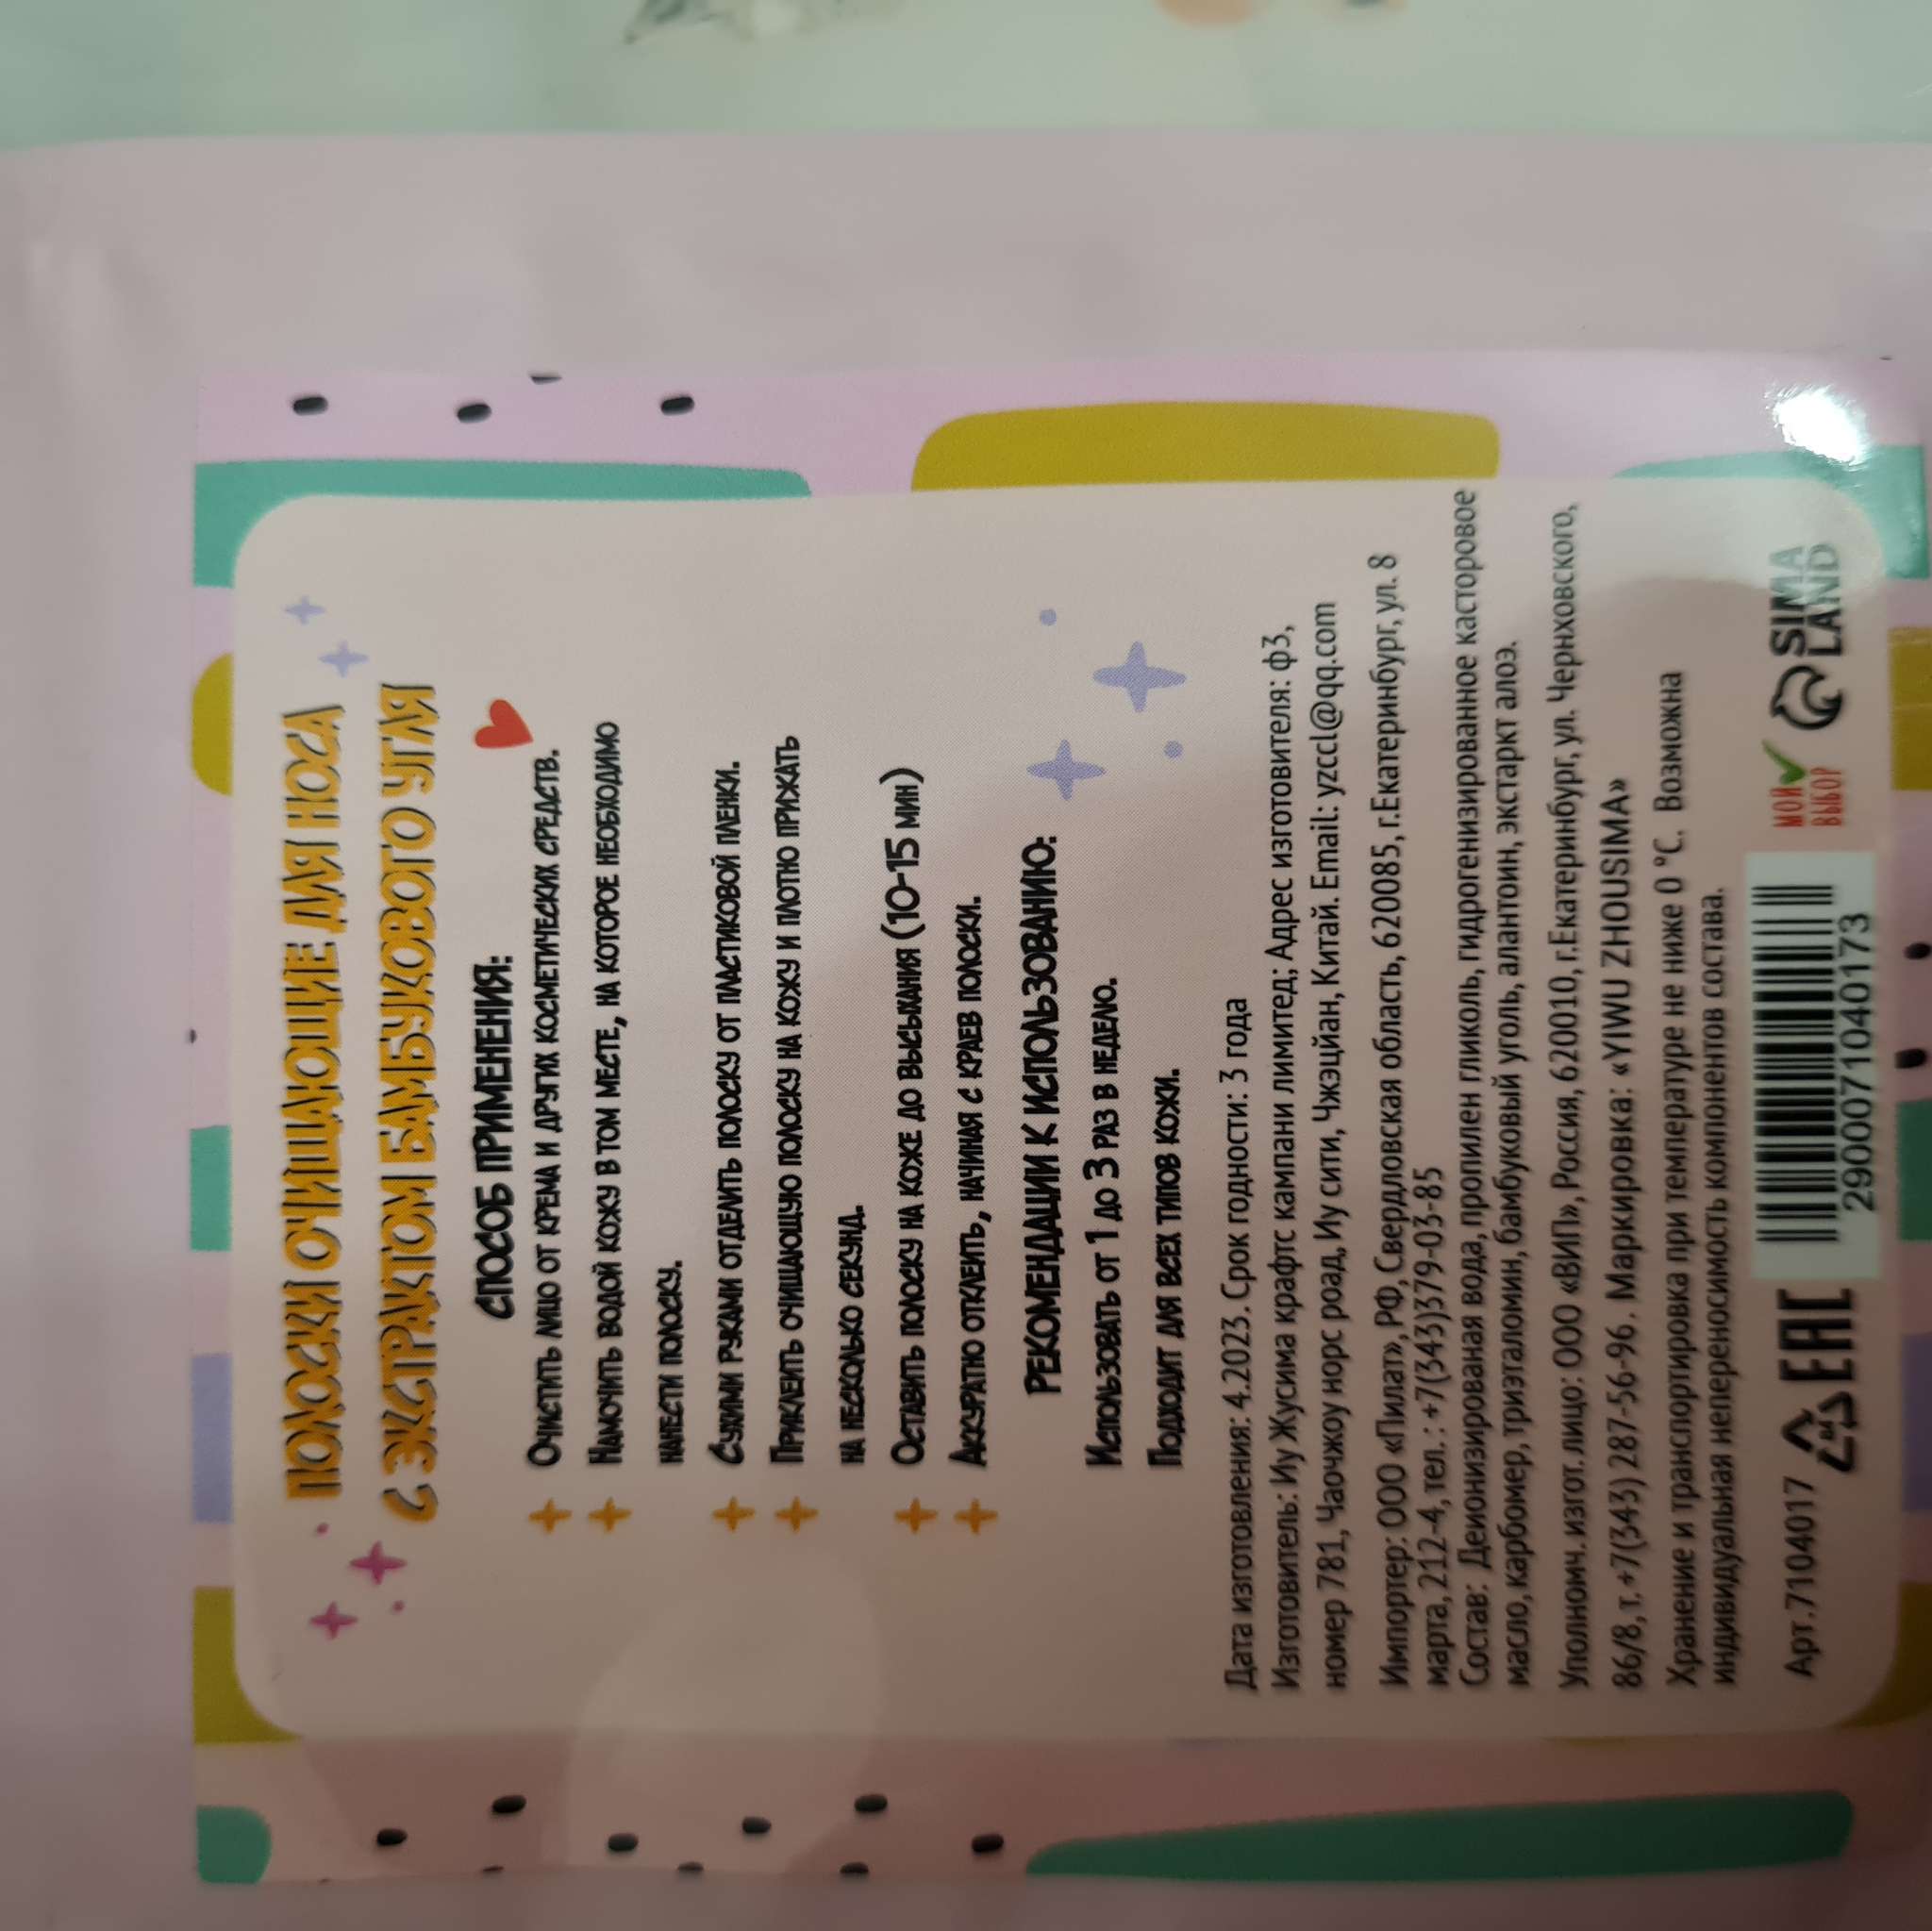 ПОЛОСКИ ОЧИЩАЮЩИЕ ДЛЯ НОСА
С ЭКСТРАКТОМ БАМБУКОВОГО УГЛЯ
СПОСОБ ПРИМЕНЕНИЯ:
Очистить лицо от крема и других косметических средств.
Намочить водой кожу в том месте, на которое необходимо
нанести полоску.
Сухими руками отделить полоску от пластиковой пленки.
Приклеить очищающую полоску на кожу и плотно прижать
на несколько секунд.
Оставить полоску на коже до высыхания (10-15 мин)
Аккуратно отклеить, начиная с краев полоски.
РЕКОМЕНДАЦИИ К ИСПОЛЬЗОВАНИЮ:
Использовать от 1 до 3 раз в неделю.
Подходит для всех типов кожи.
Дата изготовления: 4.2023. Срок годности: 3 года
Изготовитель: Иу Жусима крафтс кампани лимитед; Адрес изготовителя: ф3,
номер 781, Чаочжоу норс роад, Иу сити, Чжэцйан, Китай. Email: yzccl@qq.com
Импортер: ООО «Пилат», РФ, Свердловская область, 620085, г.Екатеринбург, ул. 8
марта, 212-4, тел. : +7(343)379-03-85
Состав: Деионизированая вода, пропилен гликоль, гидрогенизированное касторовое
масло, карбомер, триэталомин, бамбуковый уголь, алантоин, экстаркт алоэ.
Уполномч. изгот. лицо: ООО «ВИП», Россия, 620010, г.Екатеринбург, ул. Чернховского,
86/8, т. +7(343) 287-56-96. Маркировка: «YIWU ZHOUSIMA»
Хранение и транспортировка при температуре не ниже 0 °С. Возможна
индивидуальная непереносимость компонентов состава.
Арт.7104017
EAC
2900071040173
МОЙ
ВЫБОР
SIMA
LAND